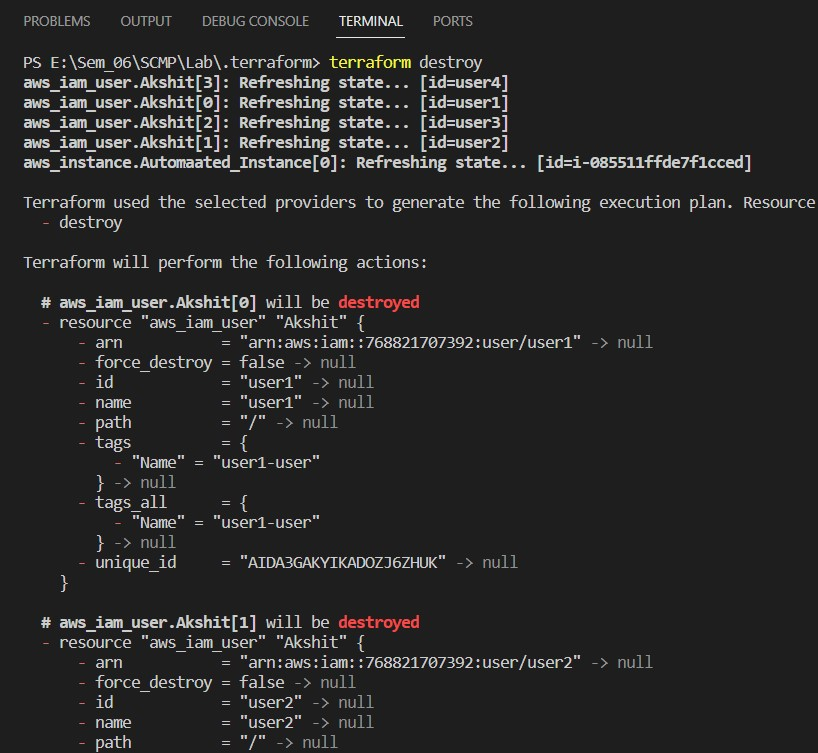 PROBLEMS OUTPUT DEBUG CONSOLE TERMINAL PORTS
PS E:\Sem_06\SCMP\Lab\.terraform> terraform destroy
aws_iam_user.Akshit[3]: Refreshing state... [id=user4]
aws_iam_user.Akshit[0]: Refreshing state... [id=user1]
aws_iam_user.Akshit[2]: Refreshing state... [id=user3]
aws_iam_user.Akshit[1]: Refreshing state... [id=user2]
aws_instance.Automaated_Instance[0]: Refreshing state... [id=i-085511ffde7f1cced]
Terraform used the selected providers to generate the following execution plan. Resource
- destroy
Terraform will perform the following actions:
# aws_iam_user.Akshit[0] will be destroyed
- resource "aws_iam_user" "Akshit" {
- arn = "arn:aws:iam::768821707392:user/user1" -> null
- force_destroy = false -> null
- id = "user1" -> null
- name = "user1" -> null
- path = "/" -> null
- tags = {
- "Name" = "user1-user"
} -> null
- tags_all = {
- "Name" = "user1-user"
} -> null
- unique_id = "AIDA3GAKYIKADOZJ6ZHUK" -> null
}
# aws_iam_user.Akshit[1] will be destroyed
- resource "aws_iam_user" "Akshit" {
- arn = "arn:aws:iam::768821707392:user/user2" -> null
- force_destroy = false -> null
- id = "user2" -> null
- name = "user2" -> null
- path = "/" -> null